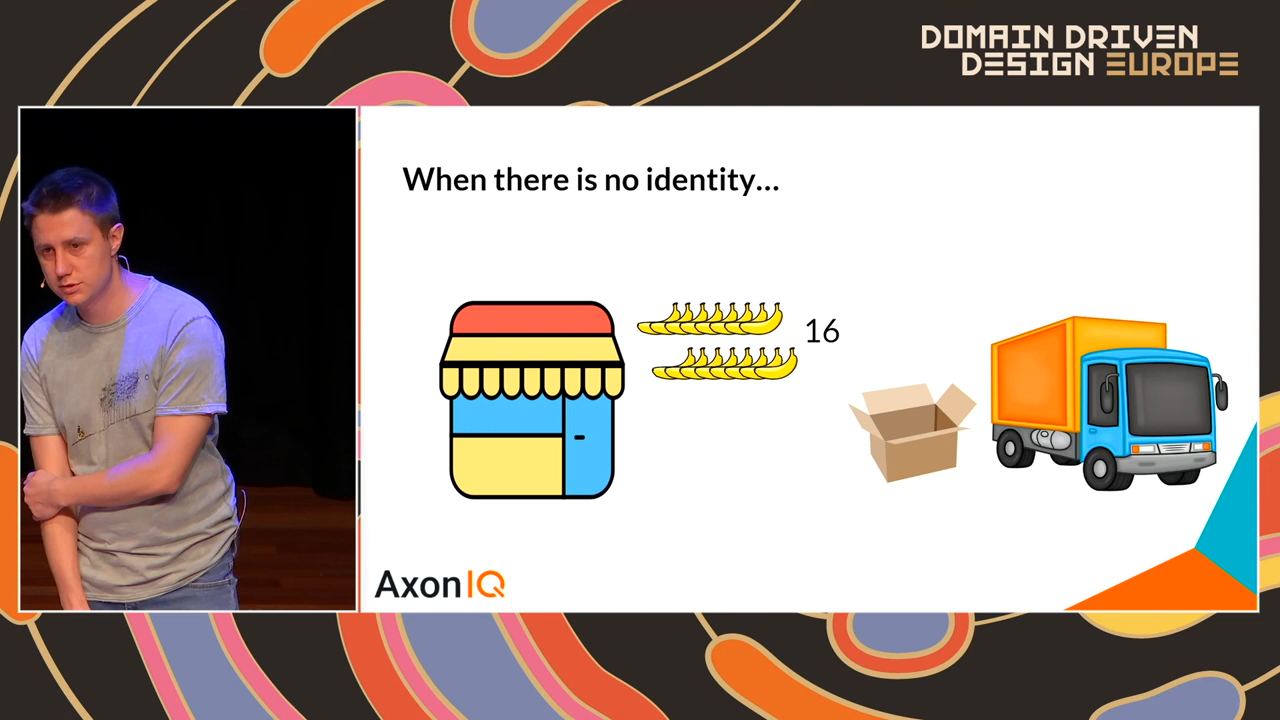 DOMAIN DRIVEN
DESIGN EUROPE
When there is no identity...
16
AxonIQ